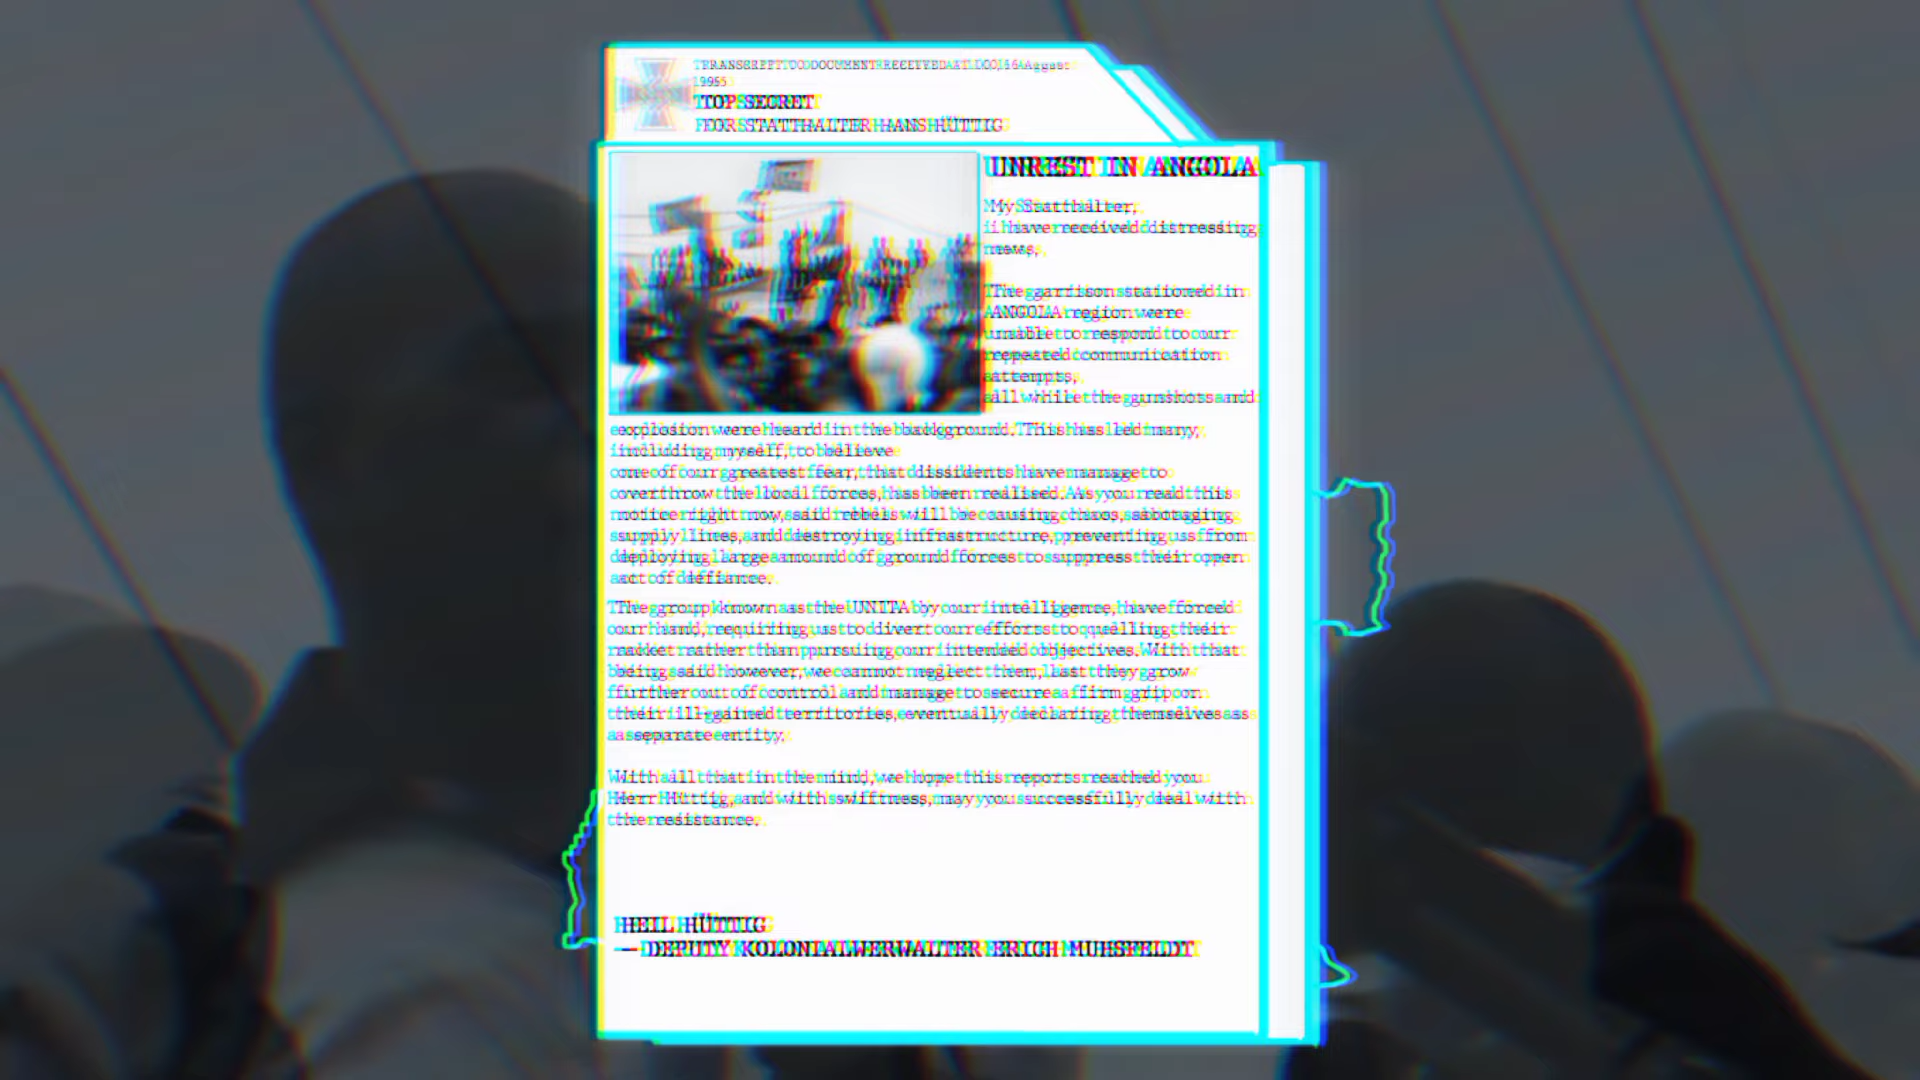 TRANSRIPT TO DOCUMENT RECEIVED AT LDO, 16 August
1955
TOP SECRET
FOR STATTHALTER HANS HÜTTIG
UNREST IN ANGOLA
My Statthalter,
i have received distressing
news,
The garrison stationed in
ANGOLA region were
unable to respond to our
repeated communication
attempts,
all while the gunshots and
explosion were heard in the background. This has led many,
including myself, to believe
one of our greatest fear, that dissidents have manage to
overthrow the local forces, has been realised. As you read this
notice right now, said rebels will be causing chaos, sabotaging
supply lines, and destroying infrastructure, preventing us from
deploying large amound of ground forces to suppress their open
act of defiance.
The group known as the UNITA by our intelligence, have forced
our hand, requiring us to divert our efforts to quelling their
rakket rather than pursuing our intended objectives. With that
being said however, we cannot neglect them, last they grow
further out of control and manage to secure a firm grip on
their ill-gained territories, eventually declaring themselves as
a separate entity.
With all that in the mind, we hope this reports reached you
Herr Hüttig, and with swiftness, may you successfully deal with
the resistance.
HEIL HÜTTIG
— DEPUTY KOLONIALVERWALTER ERICH MUHSFELDT